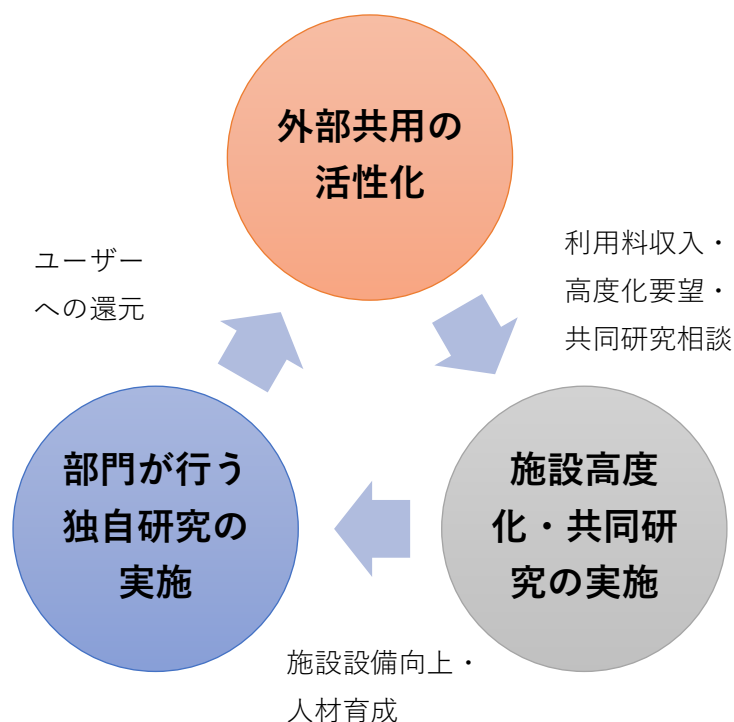 外部共用の
活性化
利用料収入・
高度化要望・
共同研究相談
施設高度
化・共同研
究の実施
施設設備向上・
人材育成
部門が行う
独自研究の
実施
ユーザー
への還元